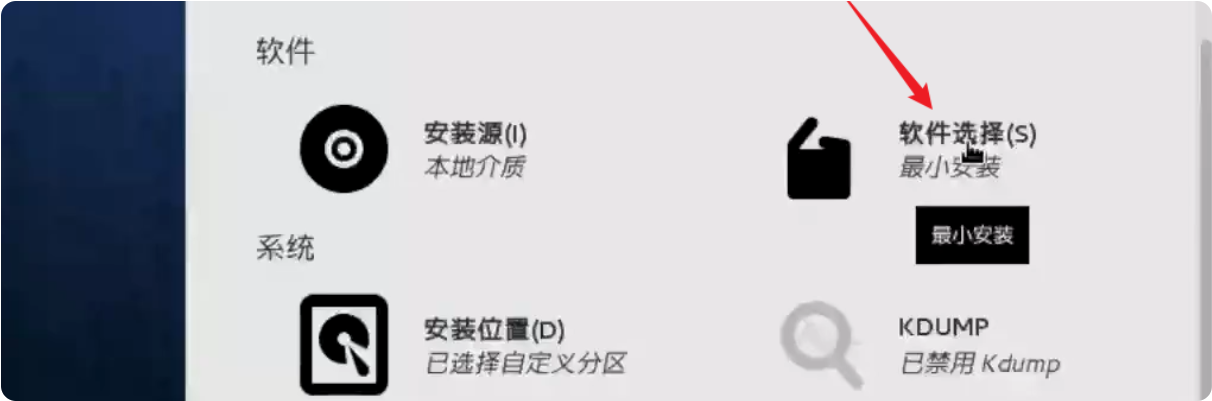 软件
安装源(I)
本地介质
软件选择(S)
最小安装
最小安装
系统
安装位置(D)
已选择自定义分区
KDUMP
已禁用 Kdump